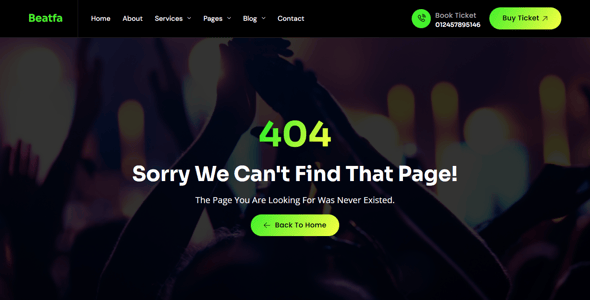 Beatfa
Home About Services Pages Blog Contact
Book Ticket
012457895146
Buy Ticket
404
Sorry We Can't Find That Page!
The Page You Are Looking For Was Never Existed.
Back To Home